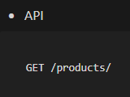 • API
GET /products/